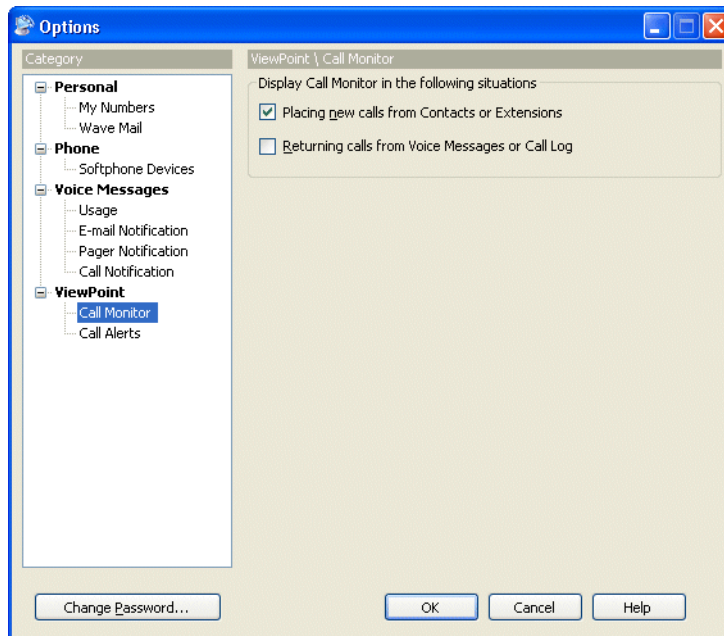 Options
Category
ViewPoint \ Call Monitor
Personal
My Numbers
Wave Mail
Phone
Softphone Devices
Voice Messages
Usage
E-mail Notification
Pager Notification
Call Notification
ViewPoint
Call Monitor
Call Alerts
Display Call Monitor in the following situations
Placing new calls from Contacts or Extensions
Returning calls from Voice Messages or Call Log
Change Password...
OK
Cancel
Help